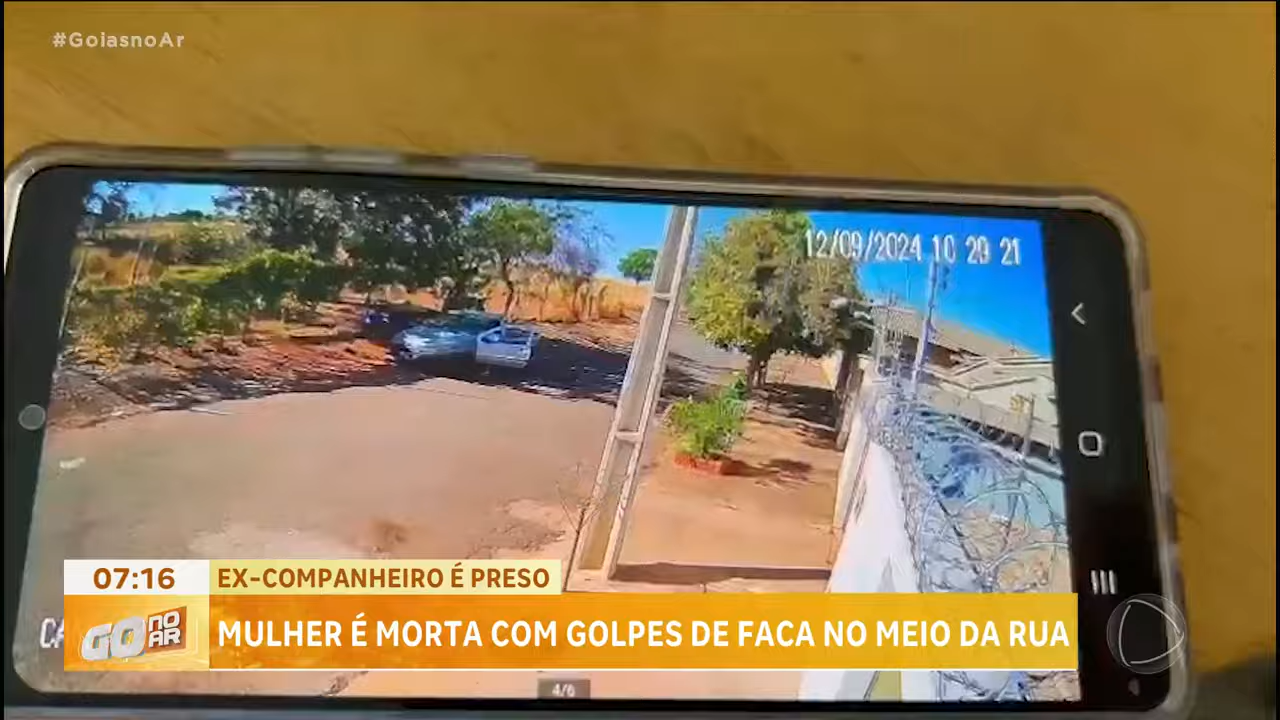 #GoiasnoAr
12/09/2024 10 29 21
07:16
EX-COMPANHEIRO É PRESO
GO NO AR
MULHER É MORTA COM GOLPES DE FACA NO MEIO DA RUA
4/6